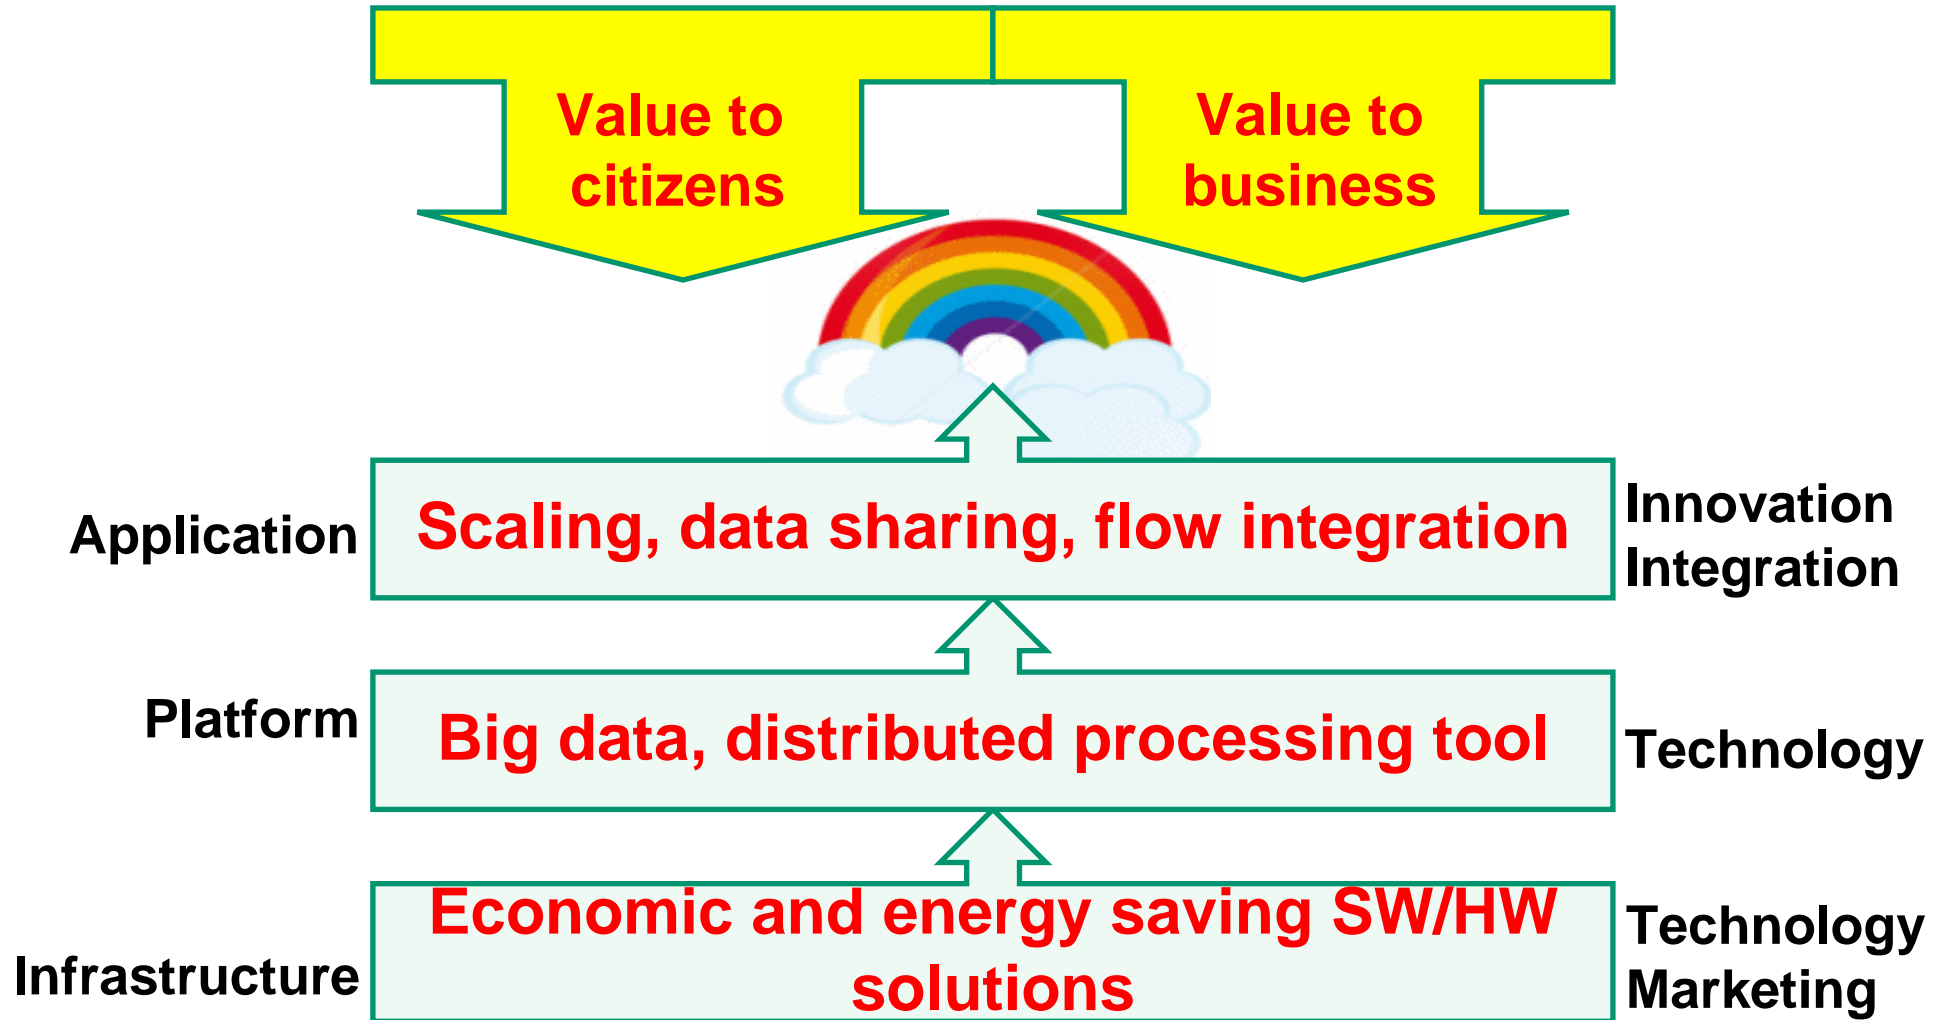 Value to
citizens
Value to
business
Application
Scaling, data sharing, flow integration
Innovation
Integration
Platform
Big data, distributed processing tool
Technology
Infrastructure
Economic and energy saving SW/HW
solutions
Technology
Marketing